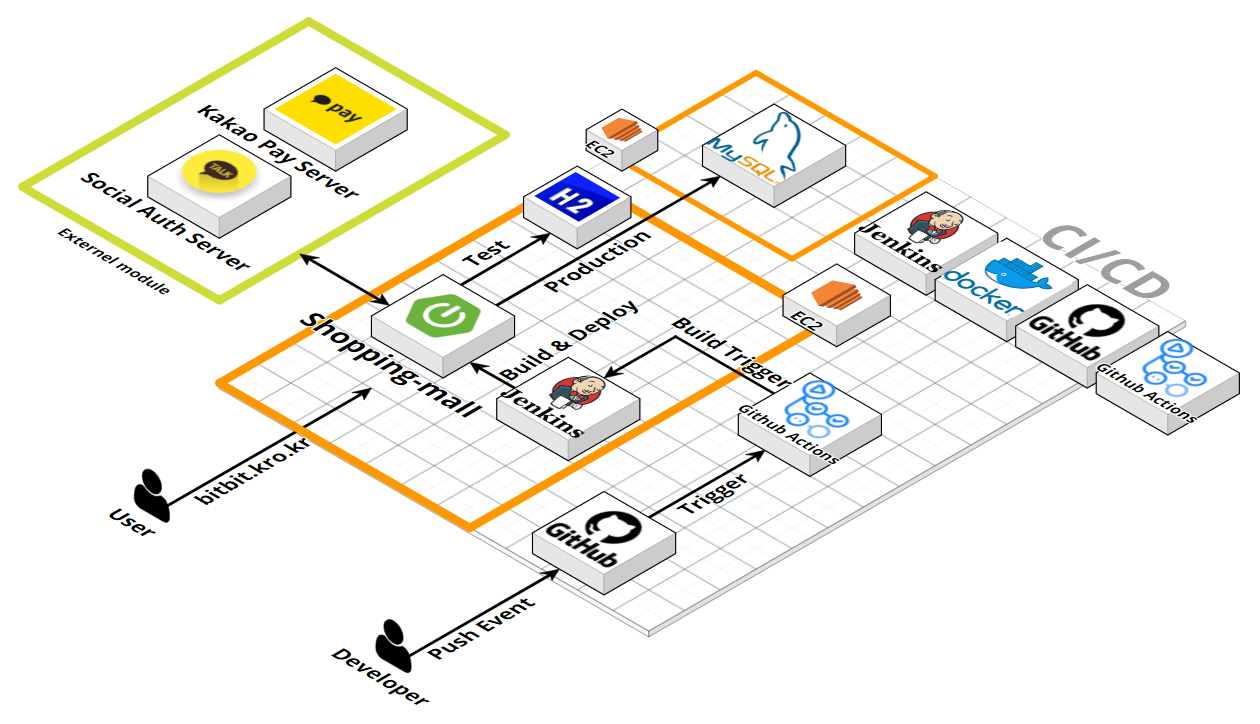 pay
Kakao Pay Server
TALK
Social Auth Server
Externel module
EC2
MySQL
H2
Test
Production
Jenkins
docker
GitHub
Github Actions
CI/CD
EC2
Shopping-mall
Build & Deploy
Build Trigger
Jenkins
Github Actions
bitbit.kro.kr
User
Trigger
GitHub
Push Event
Developer